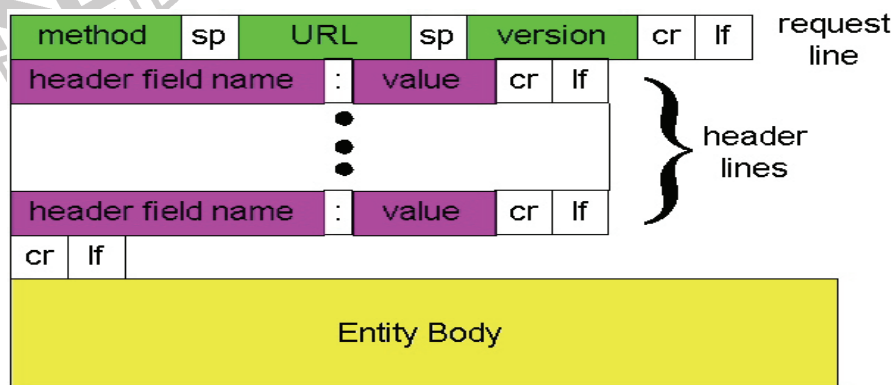 method sp URL sp version cr lf request line
header field name : value cr lf
header lines
header field name : value cr lf
cr lf
Entity Body